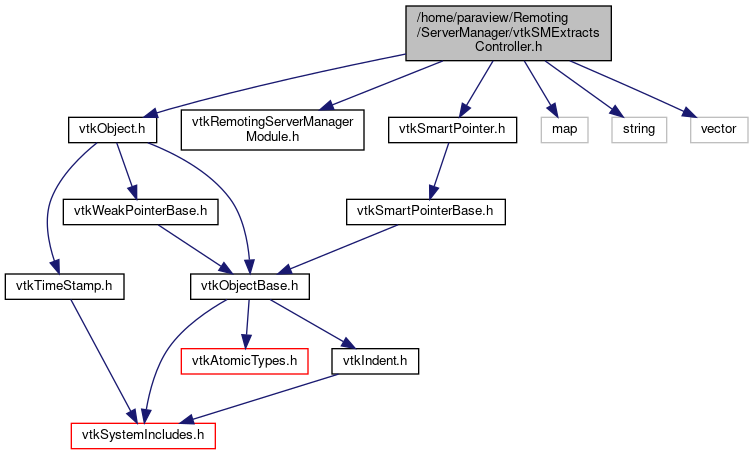 /home/paraview/Remoting
/ServerManager/vtkSMExtracts
Controller.h
vtkObject.h
vtkRemotingServerManager
Module.h
vtkSmartPointer.h
map
string
vector
vtkWeakPointerBase.h
vtkSmartPointerBase.h
vtkTimeStamp.h
vtkObjectBase.h
vtkAtomicTypes.h
vtkIndent.h
vtkSystemIncludes.h